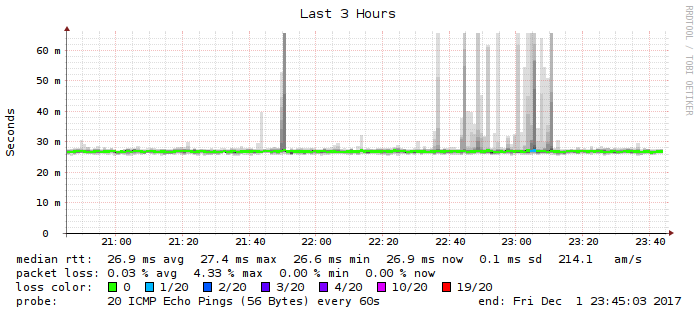 Last 3 Hours
RRDTOOL / TOBI OETIKER
Seconds
60 m
50 m
40 m
30 m
20 m
10 m
0
21:00 21:20 21:40 22:00 22:20 22:40 23:00 23:20 23:40
median rtt: 26.9 ms avg 27.4 ms max 26.6 ms min 26.9 ms now 0.1 ms sd 214.1 am/s
packet loss: 0.03 % avg 4.33 % max 0.00 % min 0.00 % now
loss color: 0 1/20 2/20 3/20 4/20 10/20 19/20
probe: 20 ICMP Echo Pings (56 Bytes) every 60s end: Fri Dec 1 23:45:03 2017